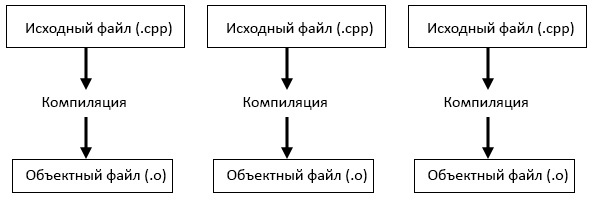 Исходный файл (.cpp) Исходный файл (.cpp) Исходный файл (.cpp)
Компиляция Компиляция Компиляция
Объектный файл (.o) Объектный файл (.o) Объектный файл (.o)